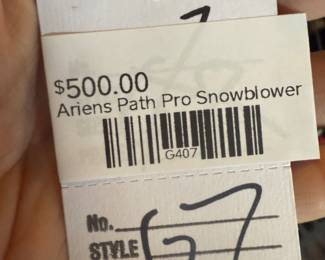 $500.00
Ariens Path Pro Snowblower
G407
No.
STYLE G7